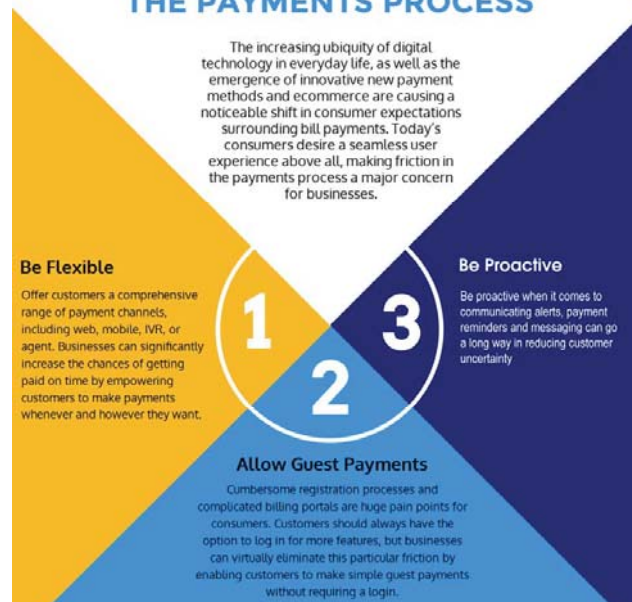 THE PAYMENTS PROCESS
The increasing ubiquity of digital
technology in everyday life, as well as the
emergence of innovative new payment
methods and ecommerce are causing a
noticeable shift in consumer expectations
surrounding bill payments. Today's
consumers desire a seamless user
experience above all, making friction in
the payments process a major concern
for businesses.
Be Flexible
Offer customers a comprehensive
range of payment channels,
including web, mobile, IVR, or
agent. Businesses can significantly
increase the chances of getting
paid on time by empowering
customers to make payments
whenever and however they want.
1
2
Allow Guest Payments
Cumbersome registration processes and
complicated billing portals are huge pain points for
consumers. Customers should always have the
option to log in for more features, but businesses
can virtually eliminate this particular friction by
enabling customers to make simple guest payments
without requiring a login.
3
Be Proactive
Be proactive when it comes to
communicating alerts, payment
reminders and messaging can go
a long way in reducing customer
uncertainty